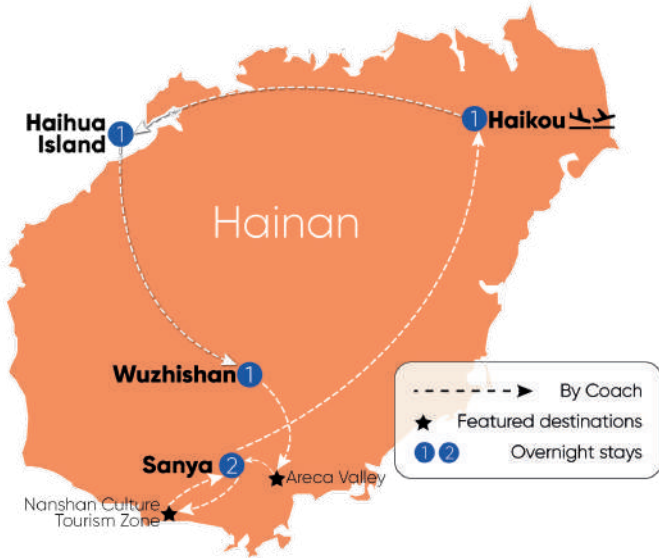 Haihua
Island
1
1
Haikou
Hainan
Wuzhishan
1
Sanya
2
Areca Valley
Nanshan Culture
Tourism Zone
By Coach
Featured destinations
1 2
Overnight stays